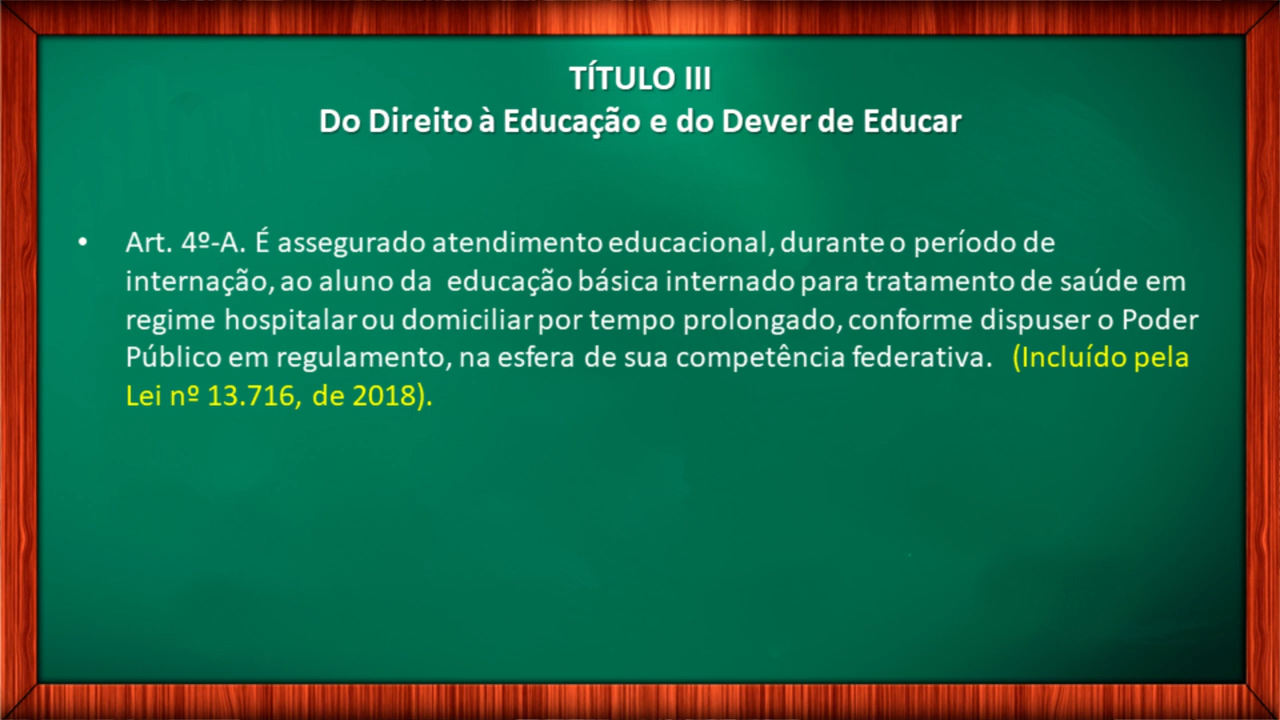 TÍTULO III
Do Direito à Educação e do Dever de Educar
• Art. 4º-A. É assegurado atendimento educacional, durante o período de
internação, ao aluno da educação básica internado para tratamento de saúde em
regime hospitalar ou domiciliar por tempo prolongado, conforme dispuser o Poder
Público em regulamento, na esfera de sua competência federativa. (Incluído pela
Lei nº 13.716, de 2018).